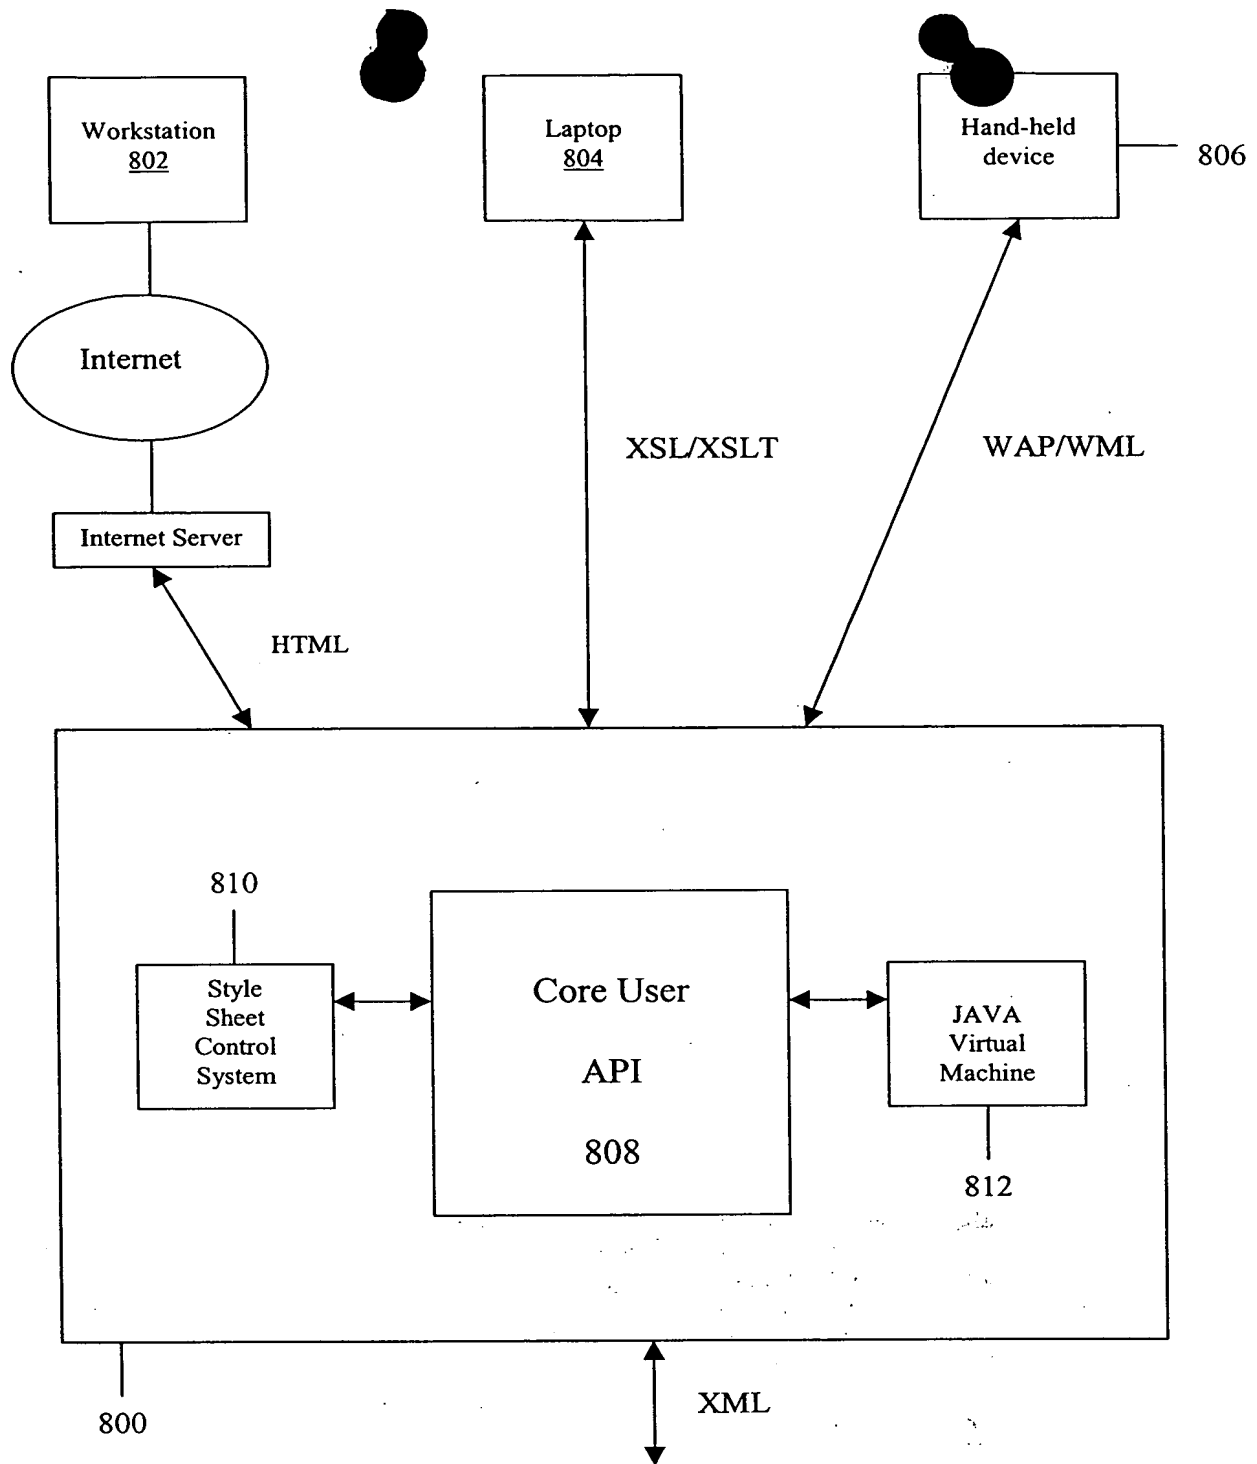 Workstation
802
Laptop
804
Hand-held
device
806
Internet
XSL/XSLT
WAP/WML
Internet Server
HTML
810
Style
Sheet
Control
System
Core User
API
808
JAVA
Virtual
Machine
812
800
XML